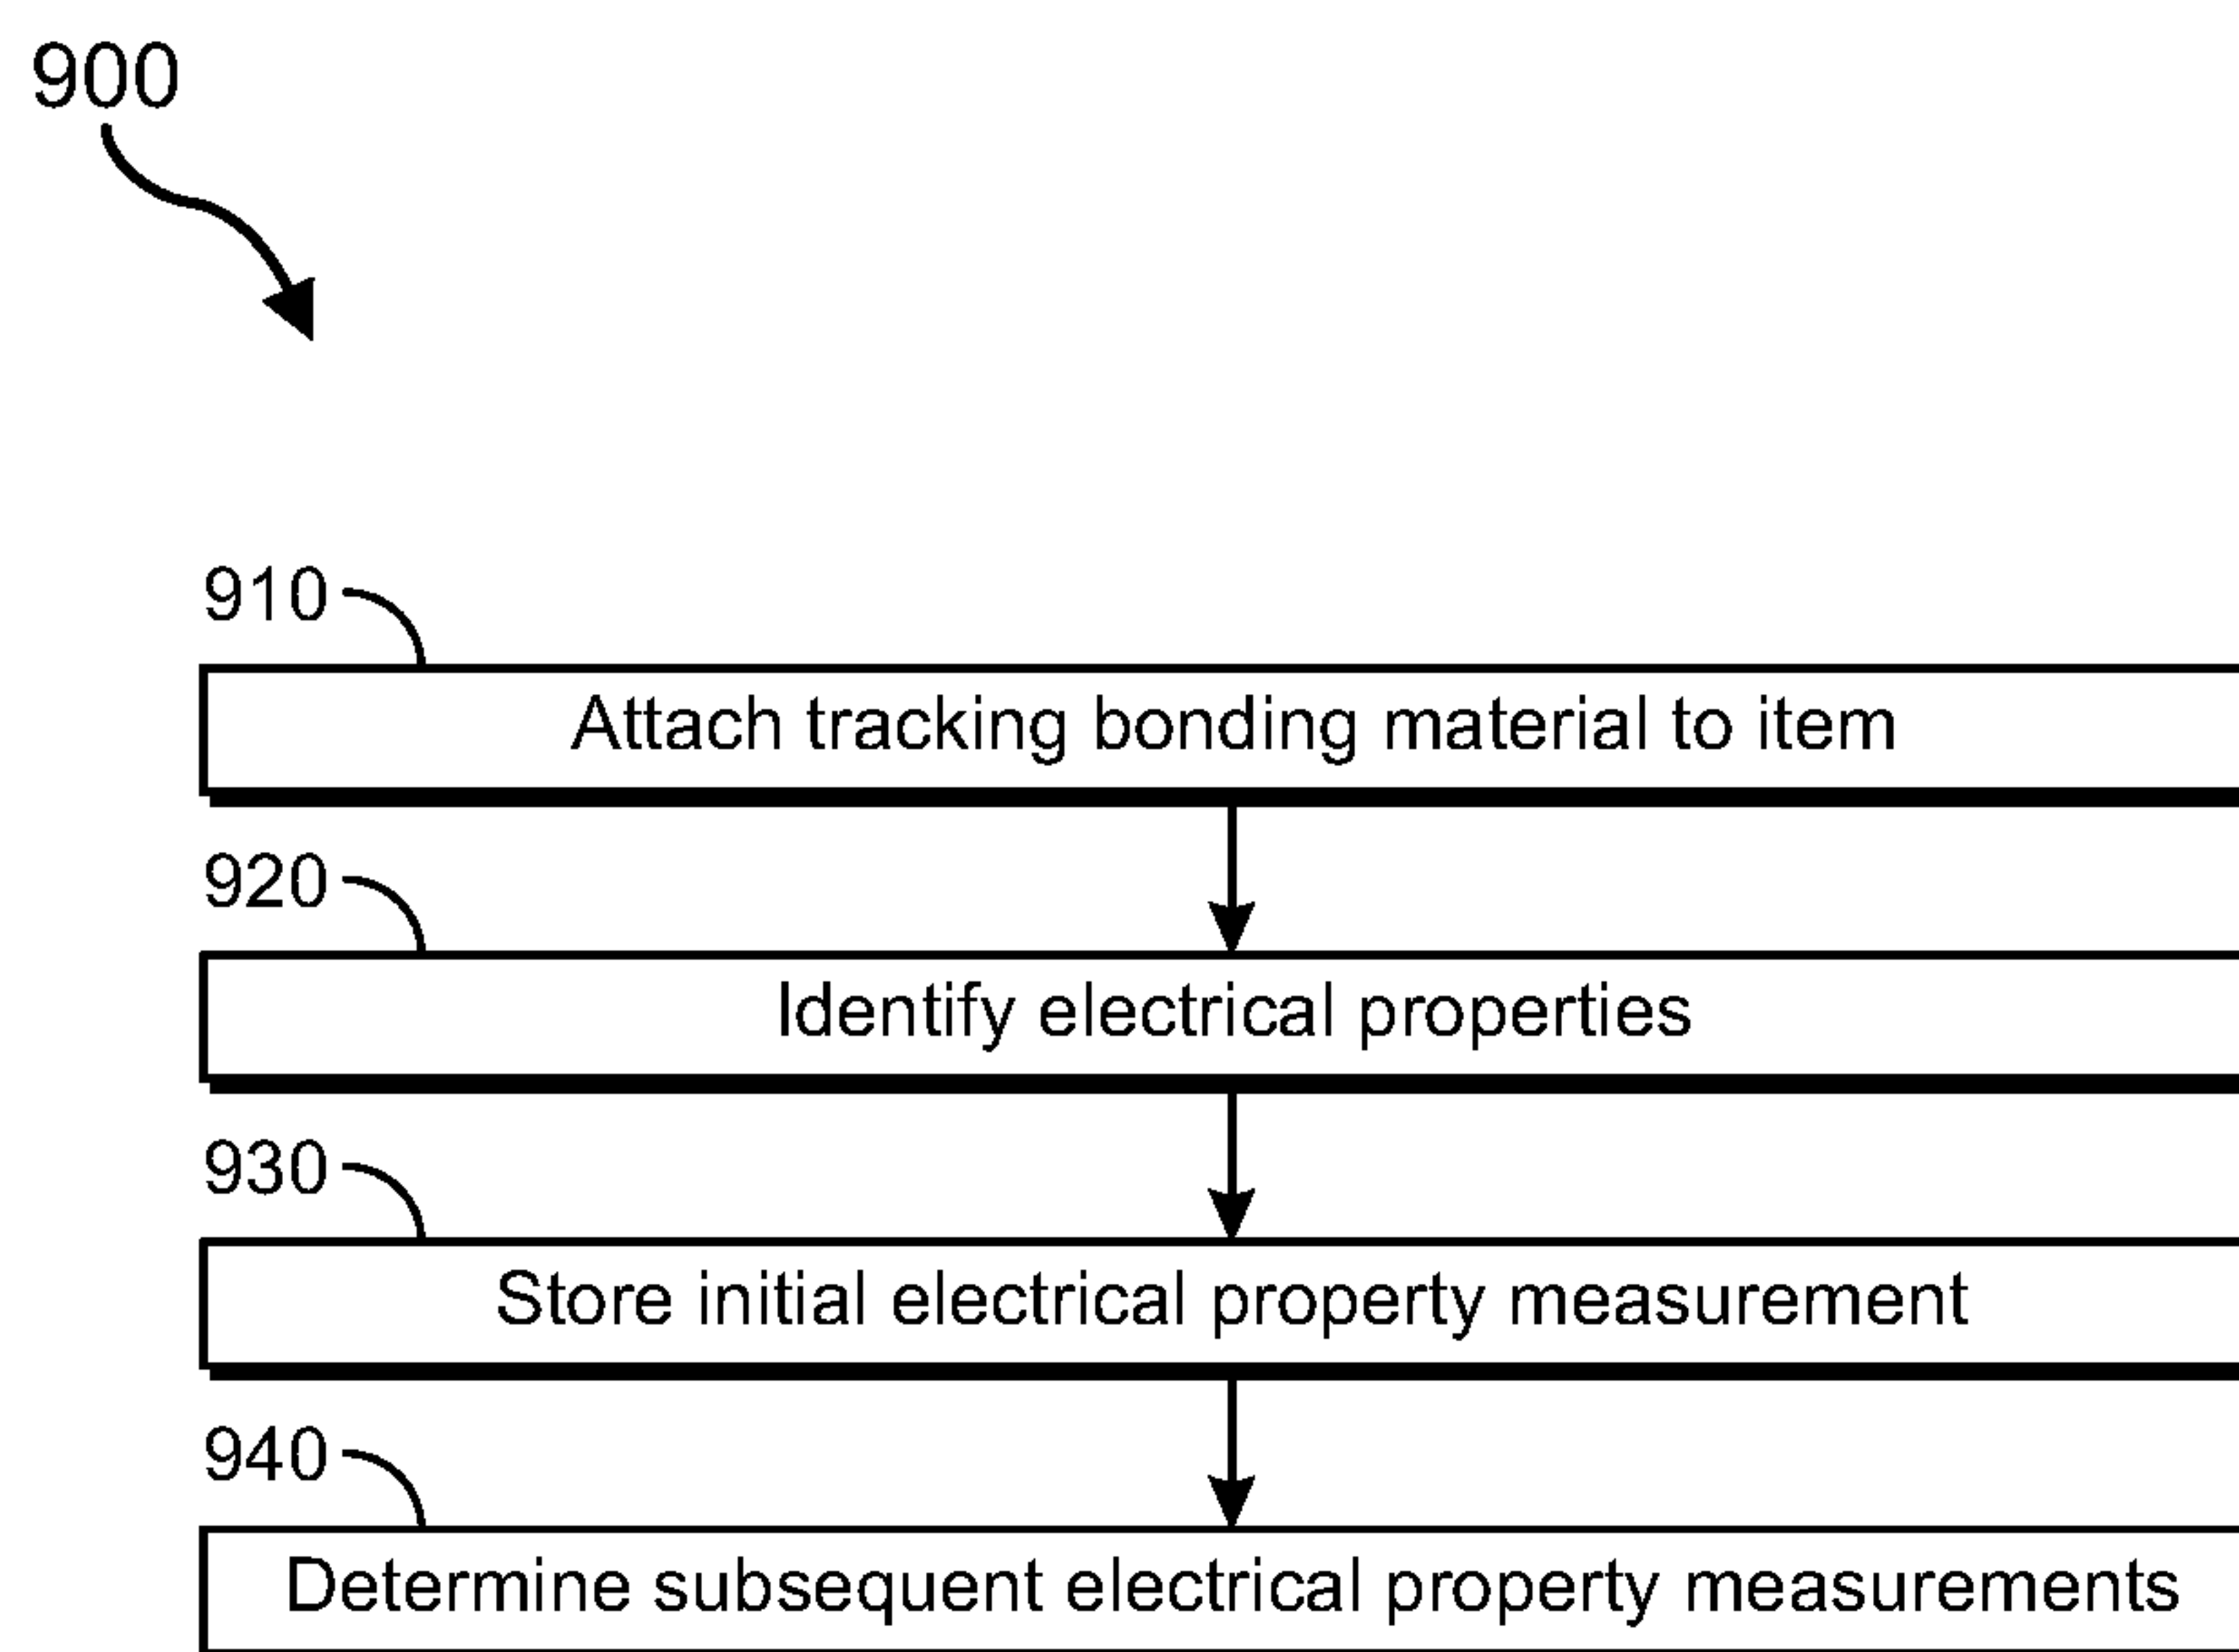 900
910
Attach tracking bonding material to item
920
Identify electrical properties
930
Store initial electrical property measurement
940
Determine subsequent electrical property measurements